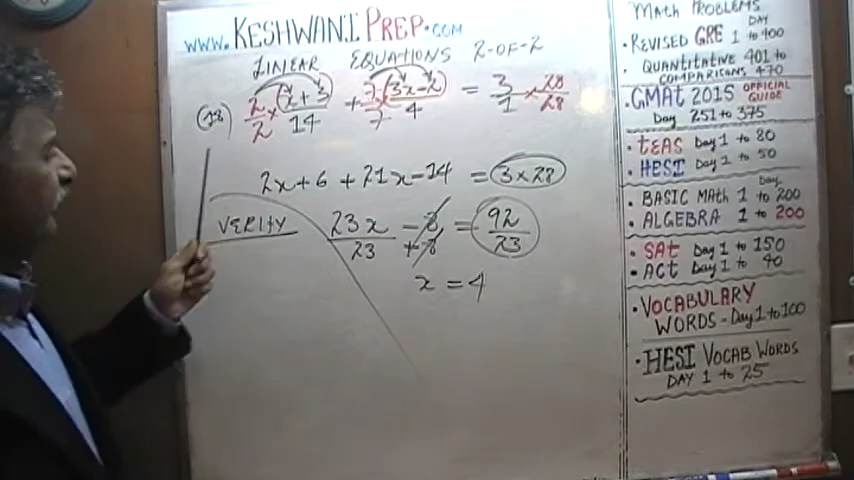 www.KESHWANI PREP.COM
LINEAR EQUATIONS 2-OF-2
(18) 2/2 × (x + 3)/14 + 7/7 (3x - 2)/4 = 3/1 × 28/28
2x + 6 + 21x - 14 = 3 × 28
VERITY 23x/23 - 8 + 8 = 92/23
x = 4
MATH PROBLEMS
DAY
• REVISED GRE 1 to 100
• QUANTITATIVE 401 to
COMPARISONS 470
• GMAt 2015 OFFICIAL
GUIDE
Day 251 to 375
• tEAS Day 1 to 80
• HESI Day 1 to 50
Day
• BASIC MAth 1 to 200
• ALGEBRA 1 to 200
• SAt Day 1 to 150
• ACt Day 1 to 40
• VOCABULARY
WORDS - Day 1 to 100
• HESI VOCAB WORDS
DAY 1 to 25